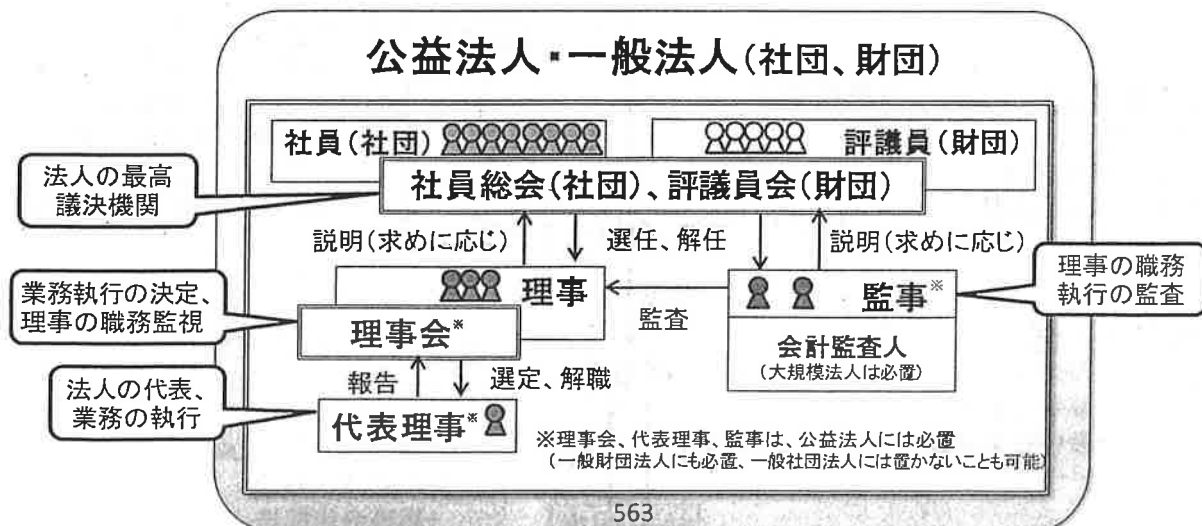 公益法人・一般法人(社団、財団)
社員(社団)
評議員(財団)
社員総会(社団)、評議員会(財団)
法人の最高
議決機関
説明(求めに応じ)
選任、解任
説明(求めに応じ)
理事の職務
執行の監査
業務執行の決定、
理事の職務監視
理事
監査
監事※
理事会※
会計監査人
(大規模法人は必置)
法人の代表、
業務の執行
報告
選定、解職
代表理事※
※理事会、代表理事、監事は、公益法人には必置
(一般財団法人にも必置、一般社団法人には置かないことも可能)
563